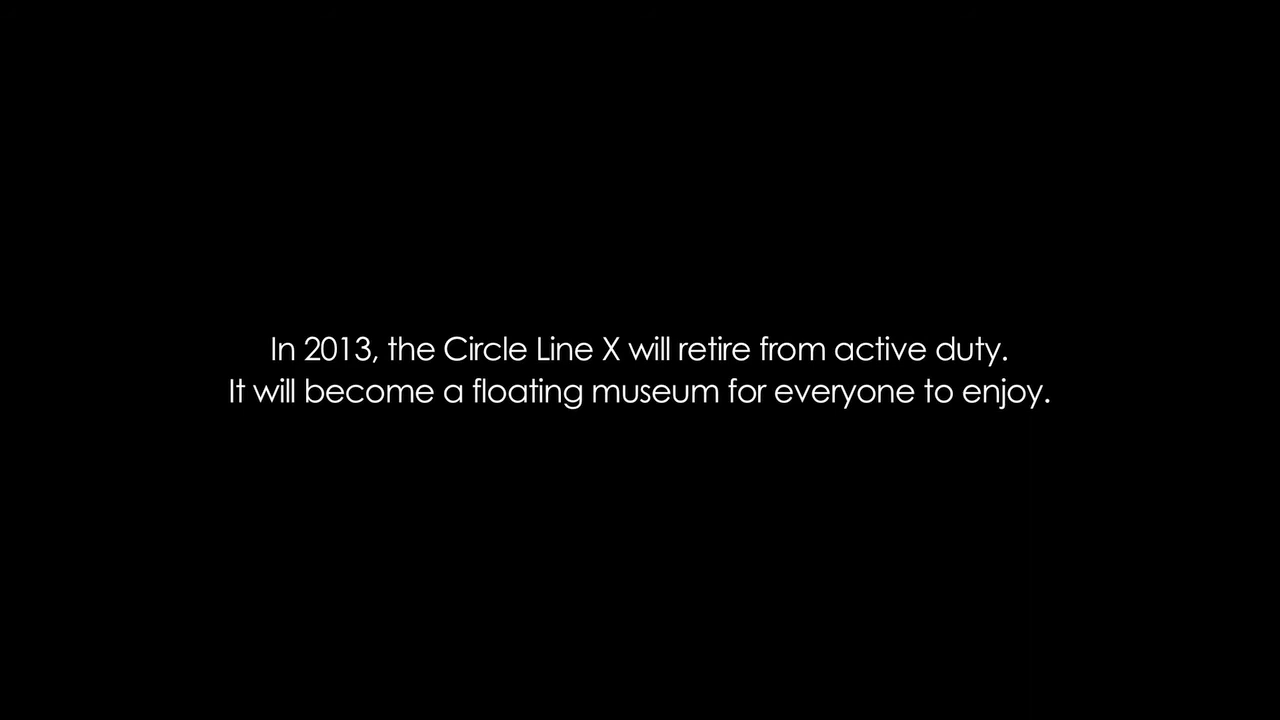 In 2013, the Circle Line X will retire from active duty.
It will become a floating museum for everyone to enjoy.